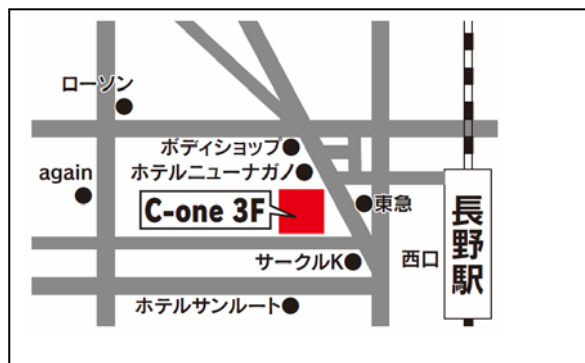 ローソン
ボディショップ
again
ホテルニューナガノ
C-one 3F
東急
長野駅
サークルK
西口
ホテルサンルート